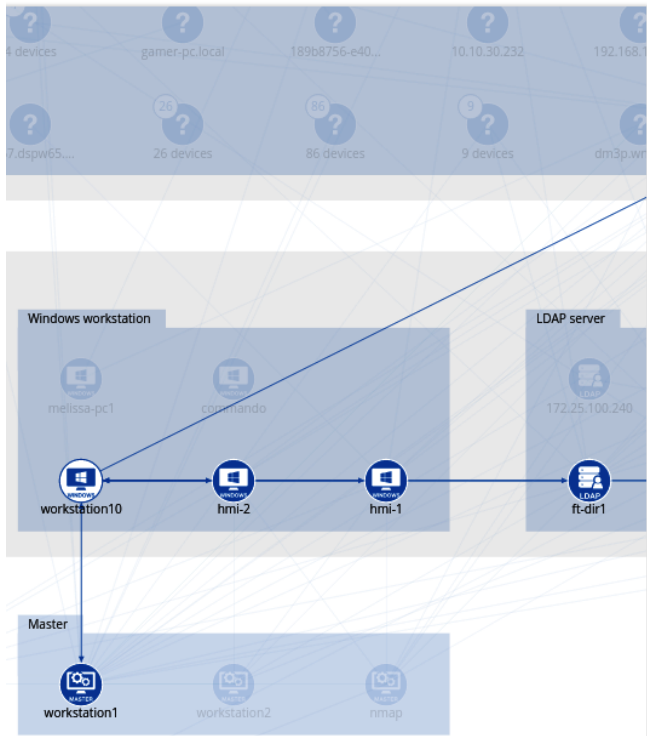 4 devices
gamer-pc.local
189b8756-e40...
10.10.30.232
192.168.1
26
86
9
7.dspw65....
26 devices
86 devices
9 devices
dm3p.wr
Windows workstation
LDAP server
melissa-pc1
commando
LDAP
172.25.100.240
WINDOWS
WINDOWS
WINDOWS
LDAP
workstation10
hmi-2
hmi-1
ft-dir1
Master
MASTER
workstation1
workstation2
nmap